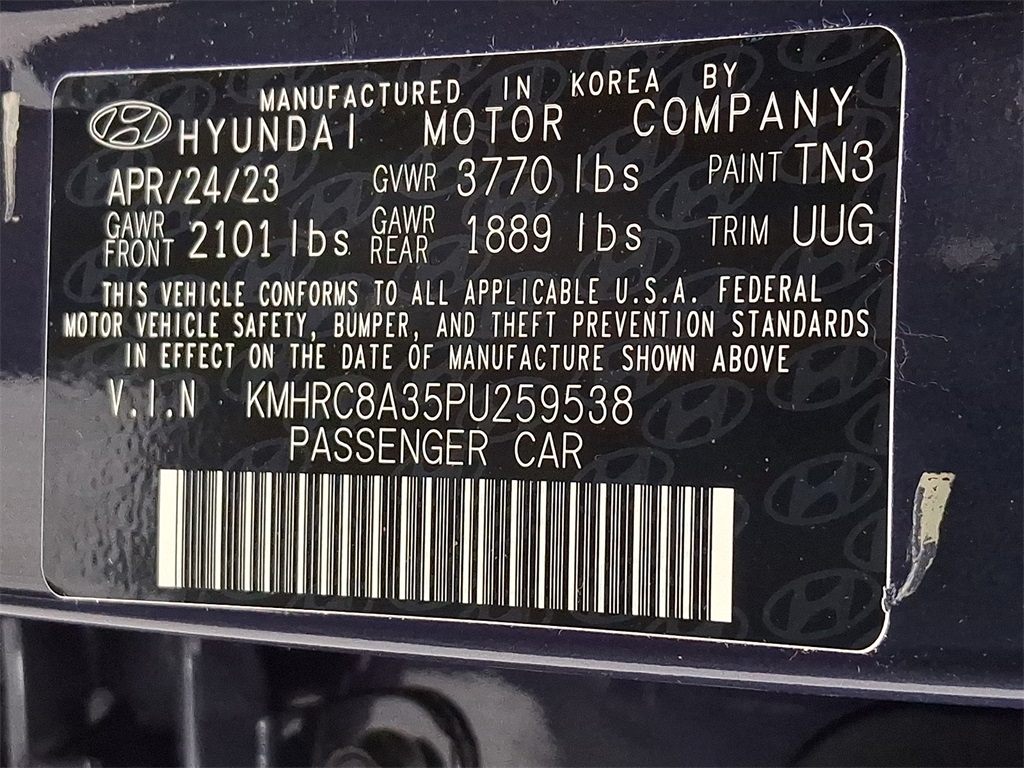 MANUFACTURED IN KOREA BY
HYUNDAI MOTOR COMPANY
APR/24/23 GVWR 3770 lbs PAINT TN3
GAWR FRONT 2101 lbs. GAWR REAR 1889 lbs TRIM UUG
THIS VEHICLE CONFORMS TO ALL APPLICABLE U.S.A. FEDERAL
MOTOR VEHICLE SAFETY, BUMPER, AND THEFT PREVENTION STANDARDS
IN EFFECT ON THE DATE OF MANUFACTURE SHOWN ABOVE
V.I.N KMHRC8A35PU259538
PASSENGER CAR